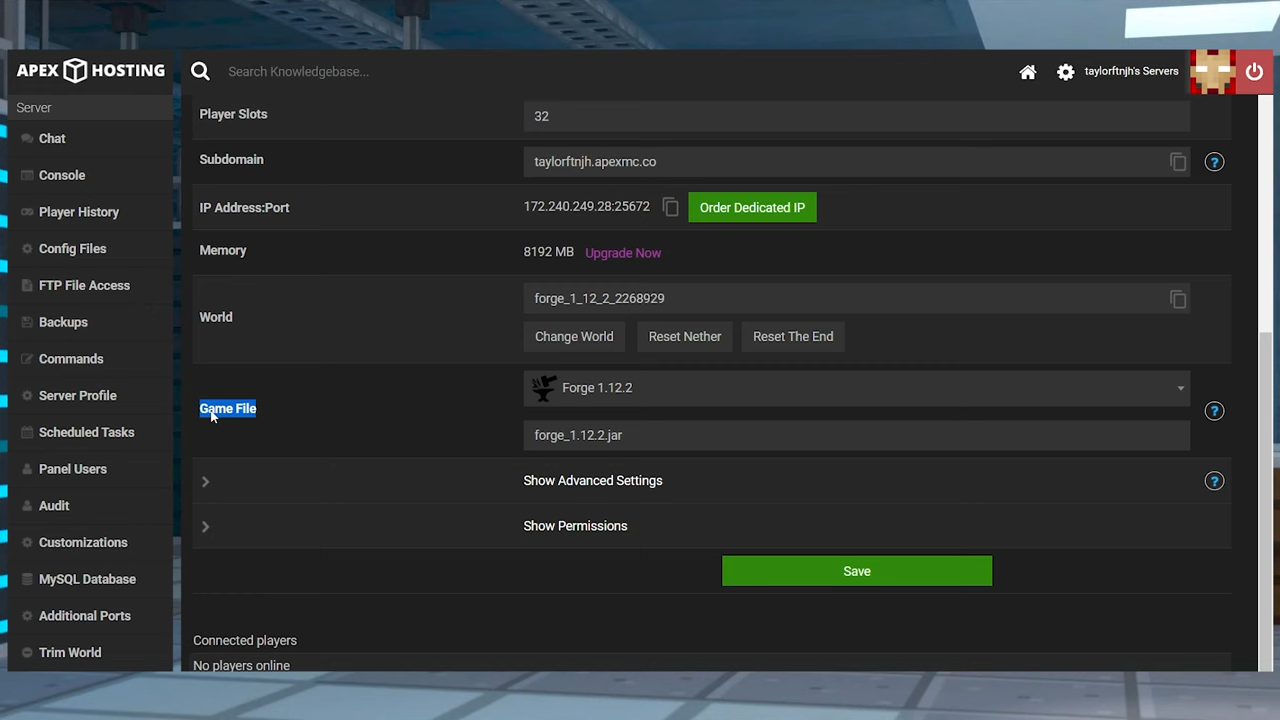 APEX HOSTING
Search Knowledgebase...
taylorftnjh's Servers
Server
Chat
Console
Player History
Config Files
FTP File Access
Backups
Commands
Server Profile
Scheduled Tasks
Panel Users
Audit
Customizations
MySQL Database
Additional Ports
Trim World
Player Slots
32
Subdomain
taylorftnjh.apexmc.co
?
IP Address:Port
172.240.249.28:25672
Order Dedicated IP
Memory
8192 MB Upgrade Now
World
forge_1_12_2_2268929
Change World
Reset Nether
Reset The End
Game File
Forge 1.12.2
?
forge_1.12.2.jar
Show Advanced Settings
?
Show Permissions
Save
Connected players
No players online